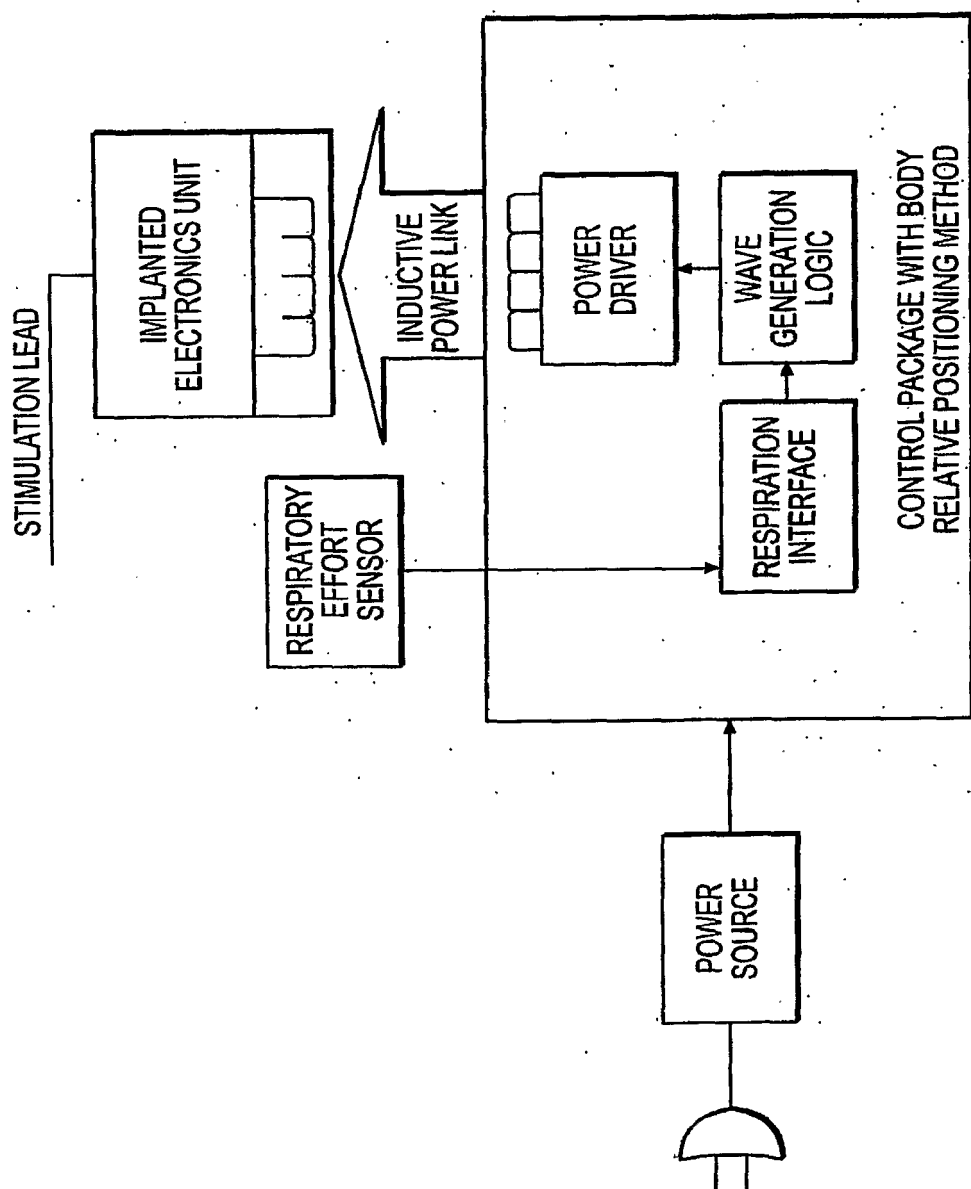 STIMULATION LEAD
IMPLANTED
ELECTRONICS UNIT
INDUCTIVE
POWER LINK
RESPIRATORY
EFFORT
SENSOR
POWER
DRIVER
WAVE
GENERATION
LOGIC
RESPIRATION
INTERFACE
CONTROL PACKAGE WITH BODY
RELATIVE POSITIONING METHOD
POWER
SOURCE